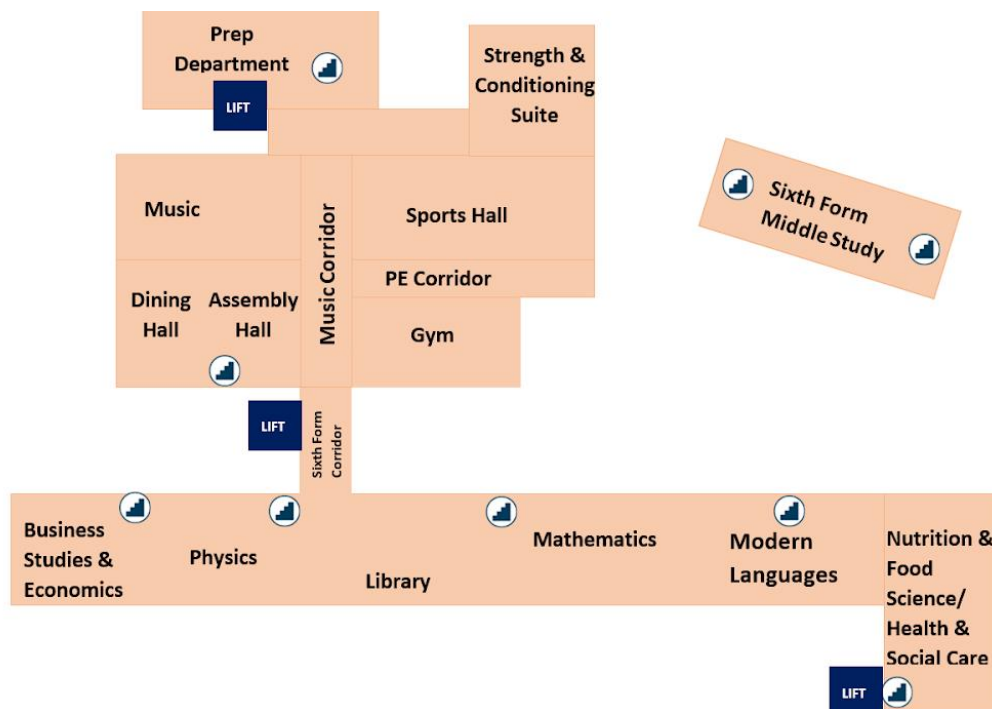 Prep
Department
LIFT
Strength &
Conditioning
Suite
Music
Music Corridor
Sports Hall
Sixth Form
Middle Study
PE Corridor
Dining
Hall
Assembly
Hall
Gym
LIFT
Sixth Form
Corridor
Business
Studies &
Economics
Physics
Library
Mathematics
Modern
Languages
Nutrition &
Food
Science/
Health &
Social Care
LIFT